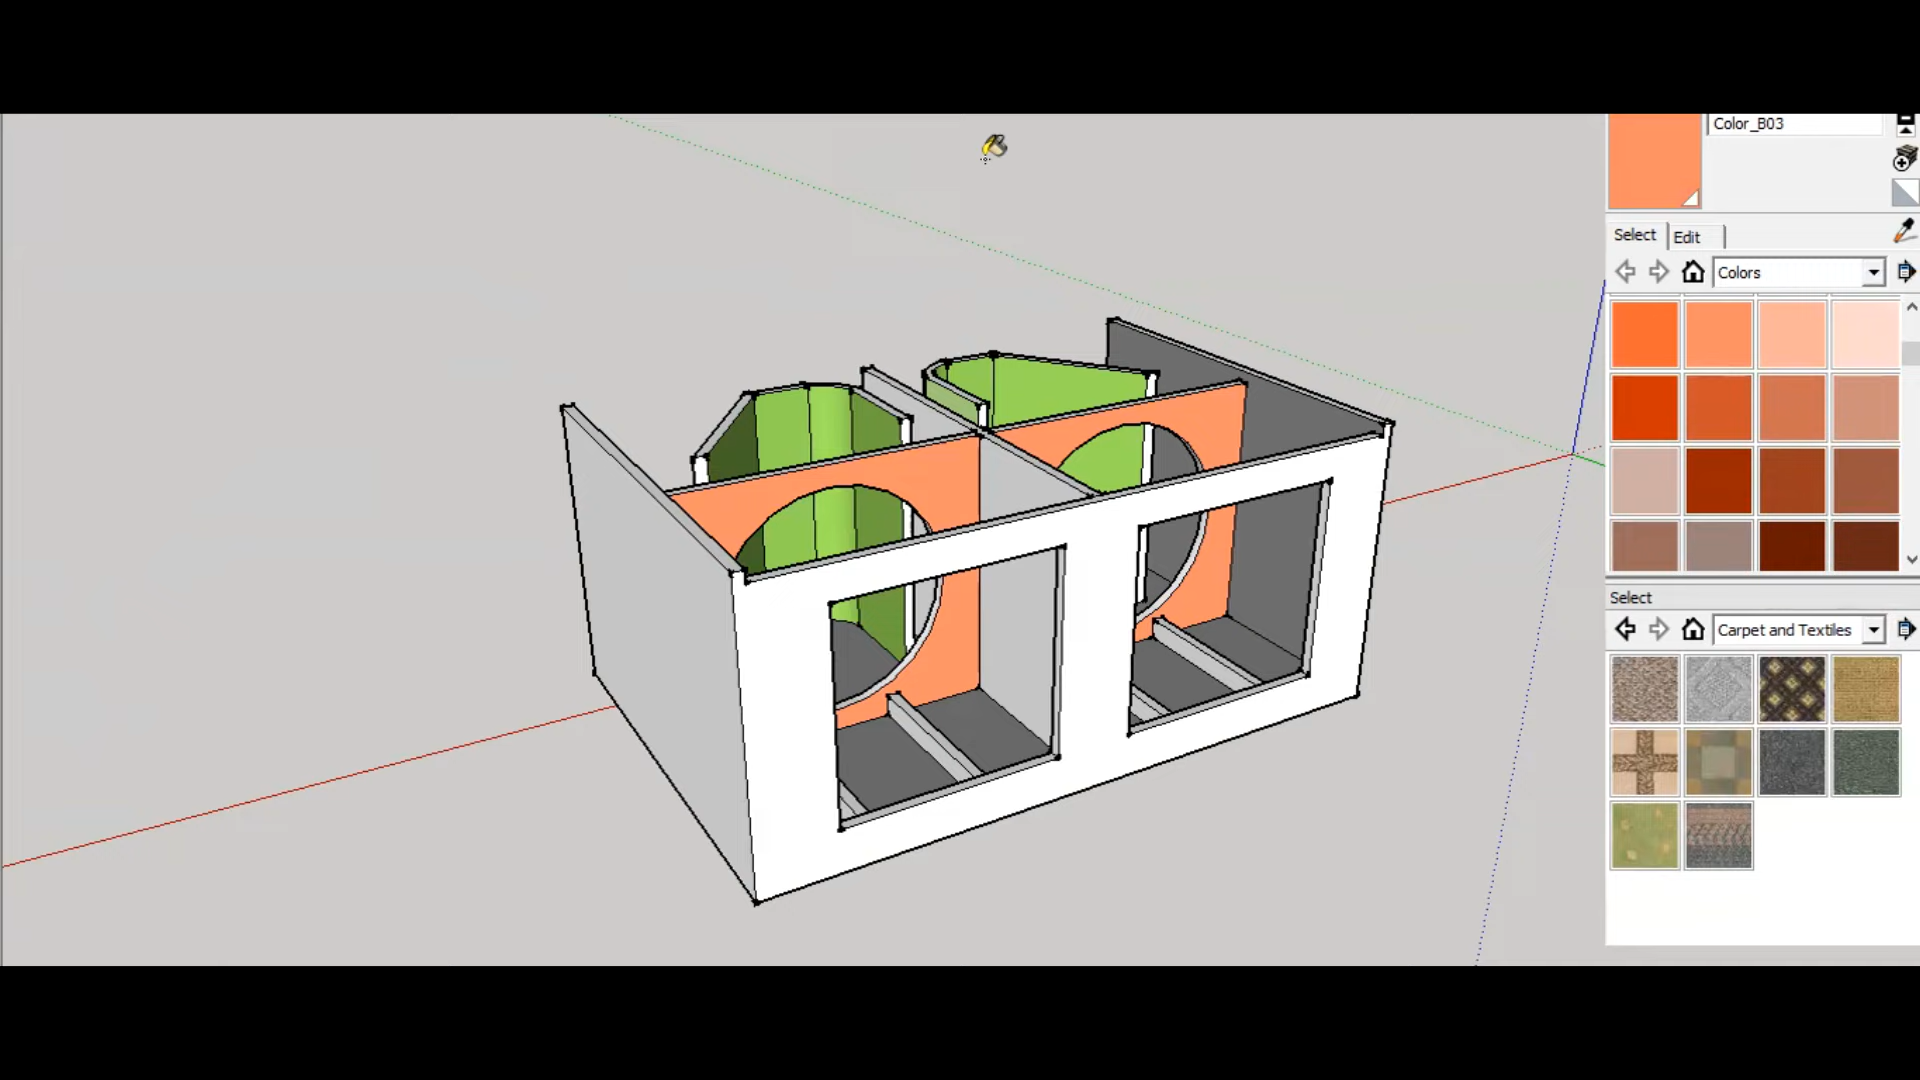 Color_B03
Select
Edit
Colors
Select
Carpet and Textiles